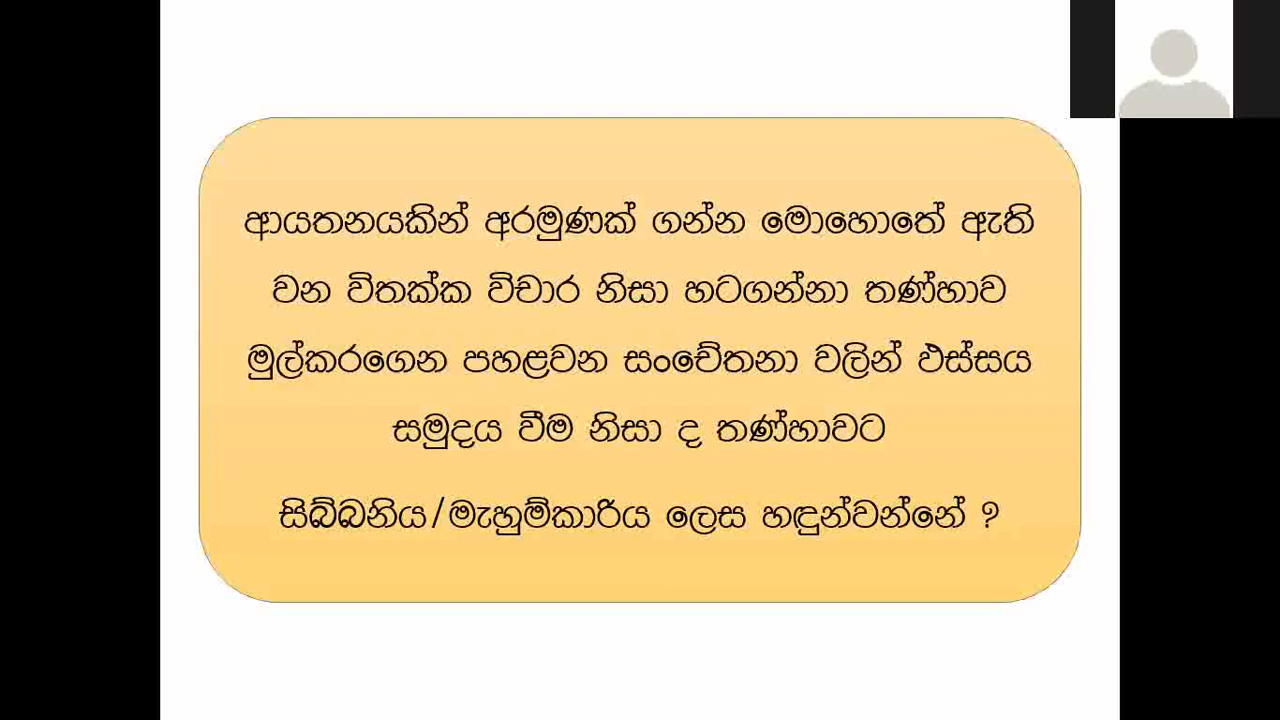 ආයතනයකින් අරමුණක් ගන්න මොහොතේ ඇති
වන විතක්ක විචාර නිසා හටගන්නා තණ්හාව
මුල්කරගෙන පහළවන සංචේතනා වලින් ඵස්සය
සමුදය වීම නිසා ද තණ්හාවට
සිබ්බනිය/මැහුම්කාරිය ලෙස හඳුන්වන්නේ ?